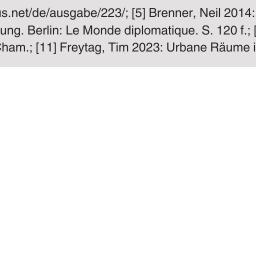 us.net/de/ausgabe/223/; [5] Brenner, Neil 2014:
ung. Berlin: Le Monde diplomatique. S. 120 f.; [
Cham.; [11] Freytag, Tim 2023: Urbane Räume i